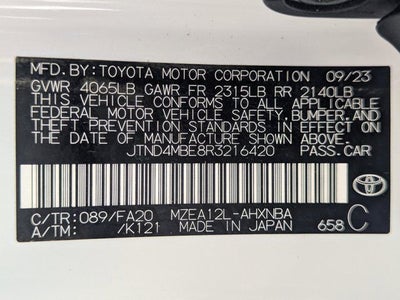 MFD.BY:TOYOTA MOTOR CORPORATION 09/23
GVWR 4065LB GAWR FR 2315LB RR 2140LB
THIS VEHICLE CONFORMS TO ALL APPLICABLE
FEDERAL MOTOR VEHICLE SAFETY,BUMPER,AND
THEFT PREVENTION STANDARDS IN EFFECT ON
THE DATE OF MANUFACTURE SHOWN ABOVE.
JTND4MBE8R3216420 PASS.CAR
C/TR:089/FA20 MZEA12L-AHXNBA
A/TM: /K121 MADE IN JAPAN 658 C
TOYOTA